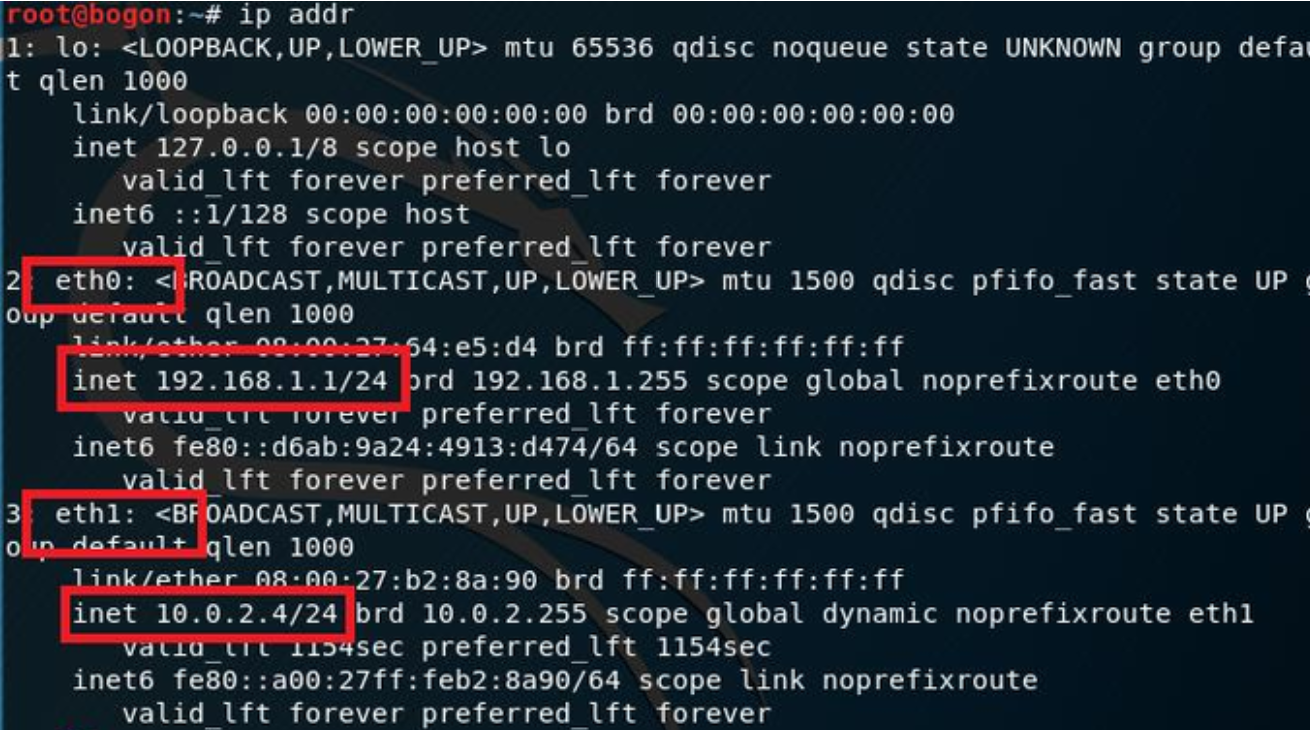 root@bogon:~# ip addr
1: lo: <LOOPBACK,UP,LOWER_UP> mtu 65536 qdisc noqueue state UNKNOWN group defau
t qlen 1000
link/loopback 00:00:00:00:00:00 brd 00:00:00:00:00:00
inet 127.0.0.1/8 scope host lo
valid_lft forever preferred_lft forever
inet6 ::1/128 scope host
valid_lft forever preferred_lft forever
2: eth0: <BROADCAST,MULTICAST,UP,LOWER_UP> mtu 1500 qdisc pfifo_fast state UP g
oup default qlen 1000
link/ether 08:00:27:64:e5:d4 brd ff:ff:ff:ff:ff:ff
inet 192.168.1.1/24 brd 192.168.1.255 scope global noprefixroute eth0
valid_lft forever preferred_lft forever
inet6 fe80::d6ab:9a24:4913:d474/64 scope link noprefixroute
valid_lft forever preferred_lft forever
3: eth1: <BROADCAST,MULTICAST,UP,LOWER_UP> mtu 1500 qdisc pfifo_fast state UP g
oup default qlen 1000
link/ether 08:00:27:b2:8a:90 brd ff:ff:ff:ff:ff:ff
inet 10.0.2.4/24 brd 10.0.2.255 scope global dynamic noprefixroute eth1
valid_lft 1154sec preferred_lft 1154sec
inet6 fe80::a00:27ff:feb2:8a90/64 scope link noprefixroute
valid_lft forever preferred_lft forever